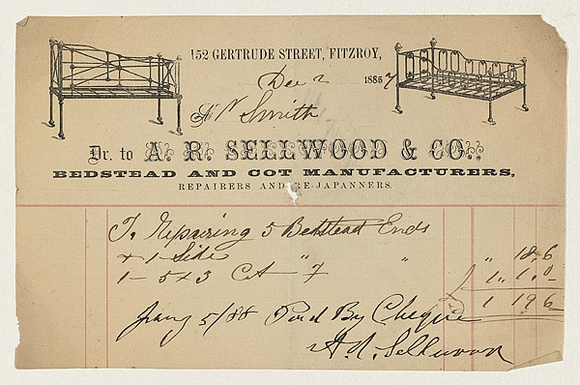 152 GERTRUDE STREET, FITZROY,
Dec 2 1887
Mr Smith
Dr. to A. R. SELLWOOD & CO.,
BEDSTEAD AND COT MANUFACTURERS,
REPAIRERS AND RE-JAPANNERS.
To Repairing 5 Bedstead Ends
& 1 Side " " " 18.6
1 - 5 x 3 Cot £ 1.1.0
£ 1 19 6
Jany 5/88 Paid By Cheque
A. R. Sellwood